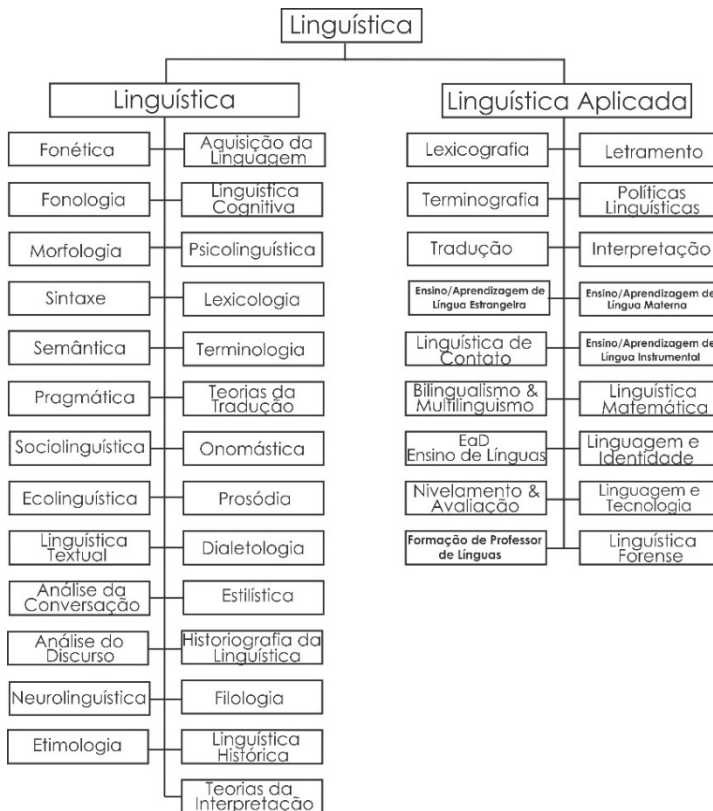 Linguística
Linguística
Linguística Aplicada
Fonética
Aquisição da
Linguagem
Fonologia
Linguística
Cognitiva
Morfologia
Psicolinguística
Sintaxe
Lexicologia
Semântica
Terminologia
Pragmática
Teorias da
Tradução
Sociolinguística
Onomástica
Ecolinguística
Prosódia
Linguística
Textual
Dialetologia
Análise da
Conversação
Estilística
Análise do
Discurso
Historiografia da
Linguística
Neurolinguística
Filologia
Etimologia
Linguística
Histórica
Teorias da
Interpretação
Lexicografia
Letramento
Terminografia
Políticas
Linguísticas
Tradução
Interpretação
Ensino/Aprendizagem de
Língua Estrangeira
Ensino/Aprendizagem de
Língua Materna
Linguística de
Contato
Ensino/Aprendizagem de
Língua Instrumental
Bilingualismo &
Multilinguismo
Linguística
Matemática
EaD
Ensino de Línguas
Linguagem e
Identidade
Nivelamento &
Avaliação
Linguagem e
Tecnologia
Formação de Professor
de Línguas
Linguística
Forense